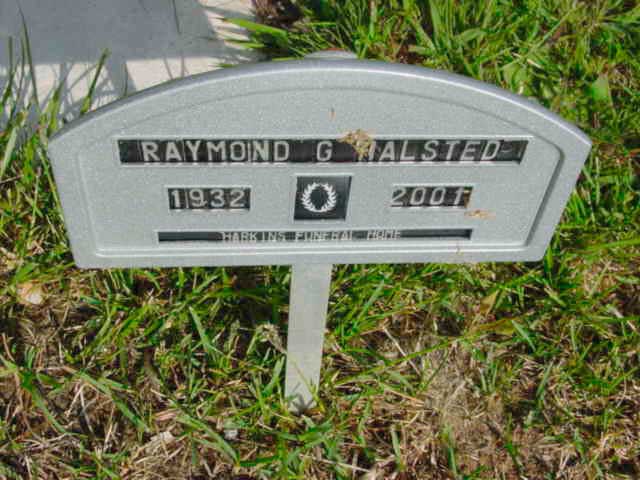 RAYMOND G HALSTED
1932 2001
HARKINS FUNERAL HOME